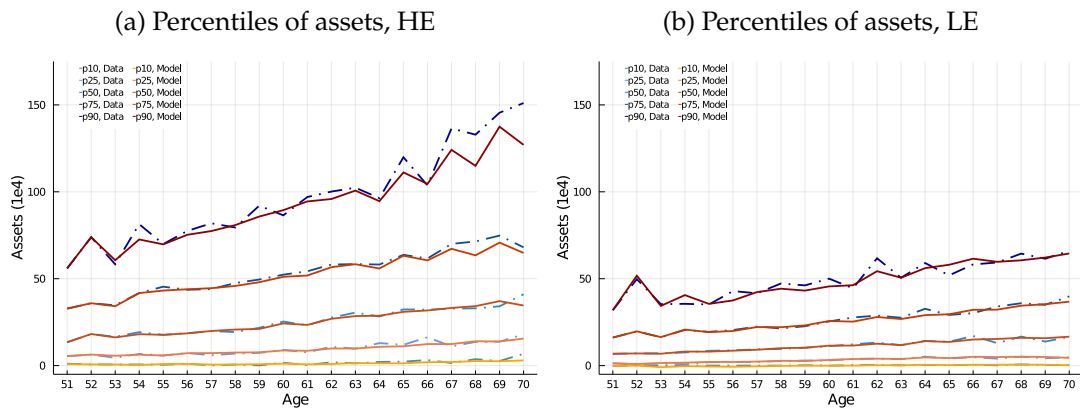 (a) Percentiles of assets, HE
p10, Data p10, Model
p25, Data p25, Model
p50, Data p50, Model
p75, Data p75, Model
p90, Data p90, Model
150
100
50
0
Assets (1e4)
51 52 53 54 55 56 57 58 59 60 61 62 63 64 65 66 67 68 69 70
Age
(b) Percentiles of assets, LE
p10, Data p10, Model
p25, Data p25, Model
p50, Data p50, Model
p75, Data p75, Model
p90, Data p90, Model
150
100
50
0
Assets (1e4)
51 52 53 54 55 56 57 58 59 60 61 62 63 64 65 66 67 68 69 70
Age